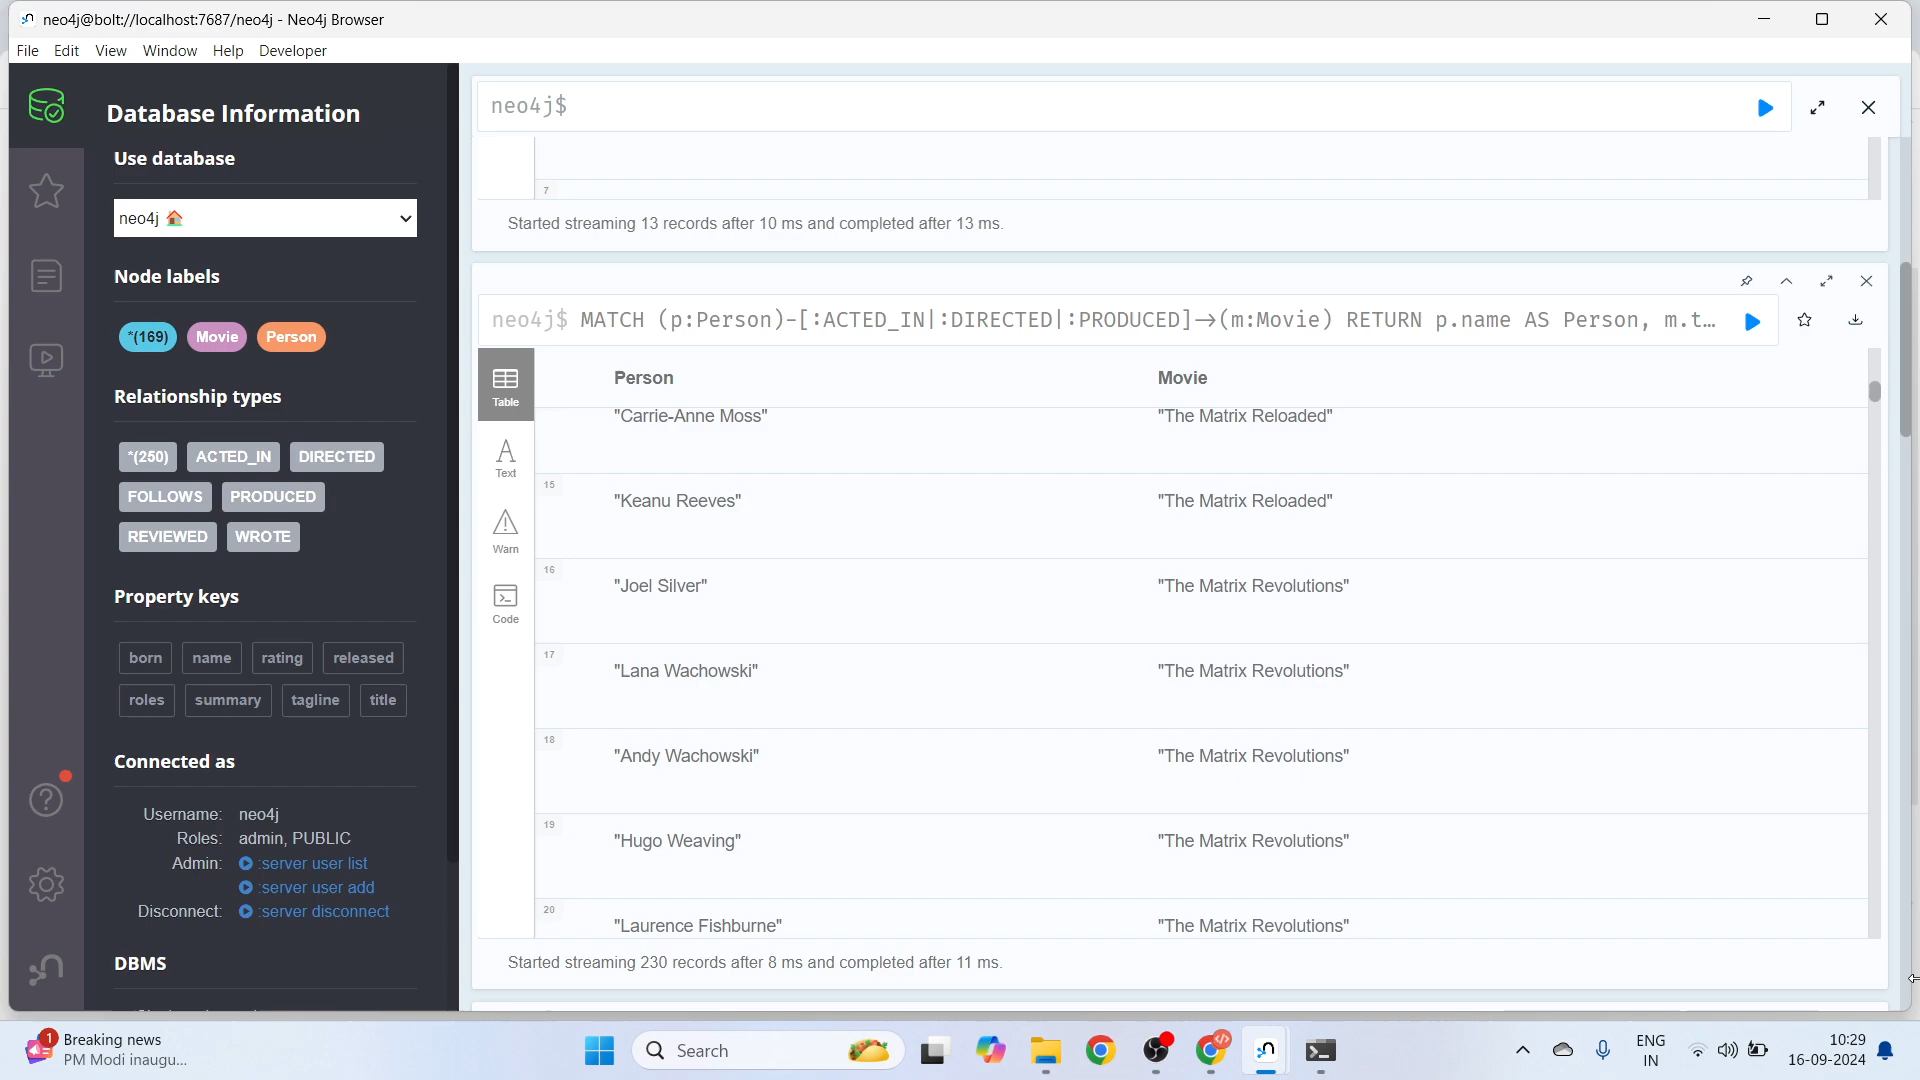 neo4j@bolt://localhost:7687/neo4j - Neo4j Browser
File Edit View Window Help Developer
Database Information
Use database
neo4j
Node labels
*(169) Movie Person
Relationship types
*(250) ACTED_IN DIRECTED
FOLLOWS PRODUCED
REVIEWED WROTE
Property keys
born name rating released
roles summary tagline title
Connected as
Username: neo4j
Roles: admin, PUBLIC
Admin: :server user list
:server user add
Disconnect: :server disconnect
DBMS
neo4j$
7
Started streaming 13 records after 10 ms and completed after 13 ms.
neo4j$ MATCH (p:Person)-[:ACTED_IN|:DIRECTED|:PRODUCED]→(m:Movie) RETURN p.name AS Person, m.t…
Table
Text
Warn
Code
Person Movie
"Carrie-Anne Moss" "The Matrix Reloaded"
15 "Keanu Reeves" "The Matrix Reloaded"
16 "Joel Silver" "The Matrix Revolutions"
17 "Lana Wachowski" "The Matrix Revolutions"
18 "Andy Wachowski" "The Matrix Revolutions"
19 "Hugo Weaving" "The Matrix Revolutions"
20 "Laurence Fishburne" "The Matrix Revolutions"
Started streaming 230 records after 8 ms and completed after 11 ms.
1 Breaking news
PM Modi inaugu...
Search
ENG
IN
10:29
16-09-2024